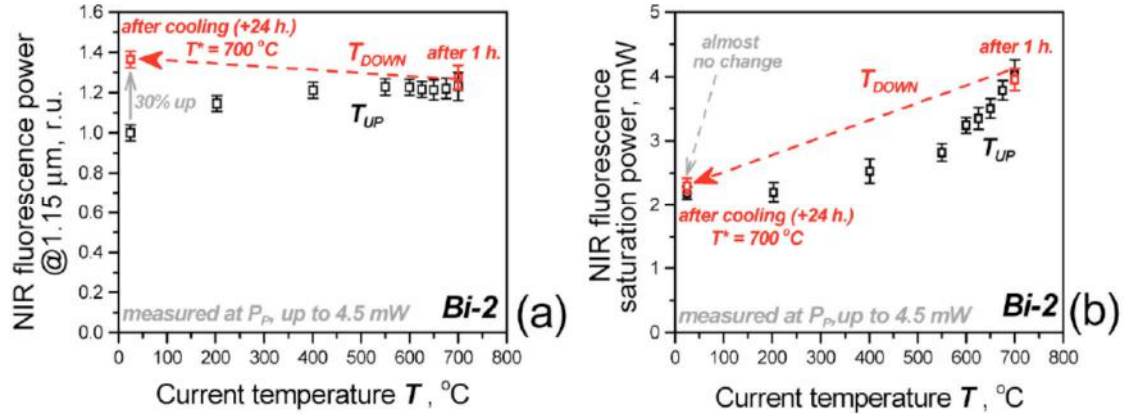 NIR fluorescence power
@1.15 μm, r.u.
1.6
1.4
1.2
1.0
0.8
0.6
0.4
0.2
0.0
after cooling (+24 h.)
T* = 700 °C
30% up
T_DOWN
after 1 h.
T_UP
measured at P_P, up to 4.5 mW
Bi-2
(a)
0 100 200 300 400 500 600 700 800
Current temperature T , °C
NIR fluorescence
saturation power, mW
5
4
3
2
1
0
almost
no change
T_DOWN
after 1 h.
T_UP
after cooling (+24 h.)
T* = 700 °C
measured at P_P, up to 4.5 mW
Bi-2
(b)
0 100 200 300 400 500 600 700 800
Current temperature T , °C